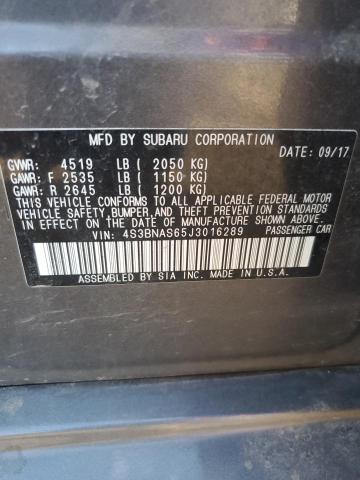 MFD BY SUBARU CORPORATION
DATE: 09/17
GVWR: 4519 LB ( 2050 KG)
GAWR: F 2535 LB ( 1150 KG)
GAWR: R 2645 LB ( 1200 KG)
THIS VEHICLE CONFORMS TO ALL APPLICABLE FEDERAL MOTOR
VEHICLE SAFETY, BUMPER, AND THEFT PREVENTION STANDARDS
IN EFFECT ON THE DATE OF MANUFACTURE SHOWN ABOVE.
VIN: 4S3BNAS65J3016289 PASSENGER CAR
ASSEMBLED BY SIA INC. IN U.S.A.